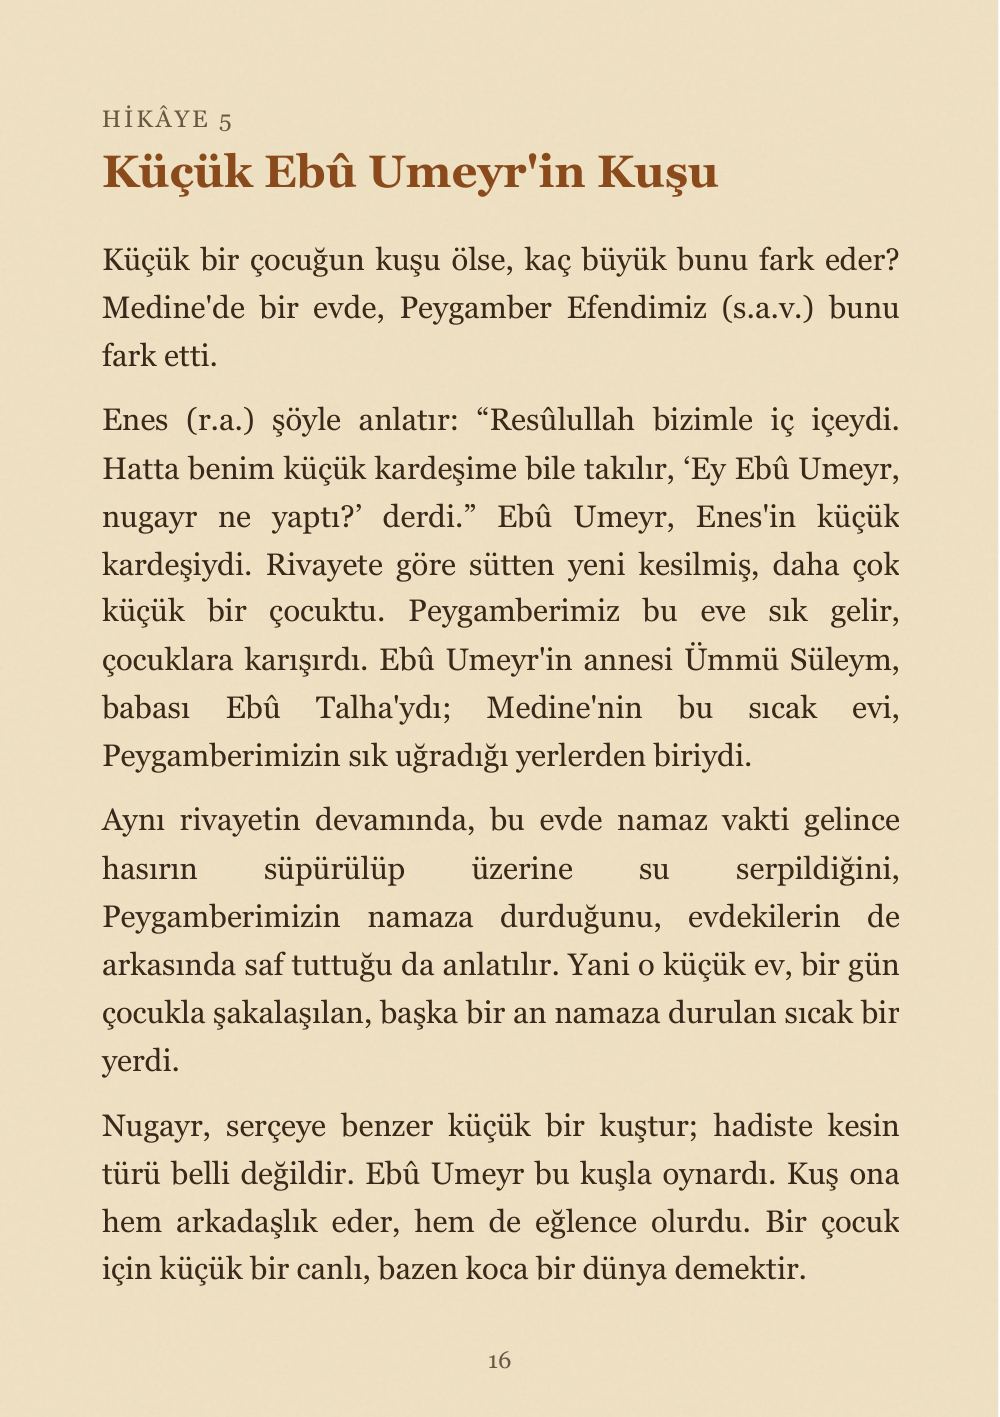 HİKÂYE 5
Küçük Ebû Umeyr'in Kuşu
Küçük bir çocuğun kuşu ölse, kaç büyük bunu fark eder?
Medine'de bir evde, Peygamber Efendimiz (s.a.v.) bunu
fark etti.
Enes (r.a.) şöyle anlatır: “Resûlullah bizimle iç içeydi.
Hatta benim küçük kardeşime bile takılır, ‘Ey Ebû Umeyr,
nugayr ne yaptı?’ derdi.” Ebû Umeyr, Enes'in küçük
kardeşiydi. Rivayete göre sütten yeni kesilmiş, daha çok
küçük bir çocuktu. Peygamberimiz bu eve sık gelir,
çocuklara karışırdı. Ebû Umeyr'in annesi Ümmü Süleym,
babası Ebû Talha'ydı; Medine'nin bu sıcak evi,
Peygamberimizin sık uğradığı yerlerden biriydi.
Aynı rivayetin devamında, bu evde namaz vakti gelince
hasırın süpürülüp üzerine su serpildiğini,
Peygamberimizin namaza durduğunu, evdekilerin de
arkasında saf tuttuğu da anlatılır. Yani o küçük ev, bir gün
çocukla şakalaşılan, başka bir an namaza durulan sıcak bir
yerdi.
Nugayr, serçeye benzer küçük bir kuştur; hadiste kesin
türü belli değildir. Ebû Umeyr bu kuşla oynardı. Kuş ona
hem arkadaşlık eder, hem de eğlence olurdu. Bir çocuk
için küçük bir canlı, bazen koca bir dünya demektir.
16